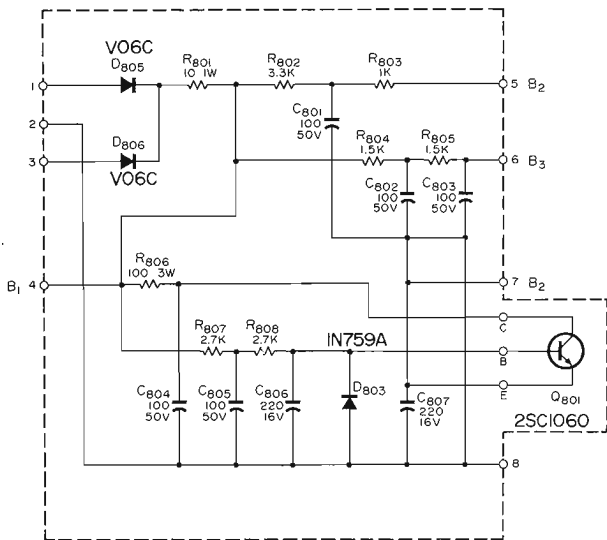 V06C
D805
R801
10 1W
R802
3.3K
R803
1K
1
5 B2
2
C801
100
50V
D806
R804
1.5K
R805
1.5K
3
6 B3
V06C
C802
100
50V
C803
100
50V
R806
100 3W
B1 4
7 B2
C
R807
2.7K
R808
2.7K
1N759A
B
D803
E
Q801
C804
100
50V
C805
100
50V
C806
220
16V
C807
220
16V
2SC1060
8